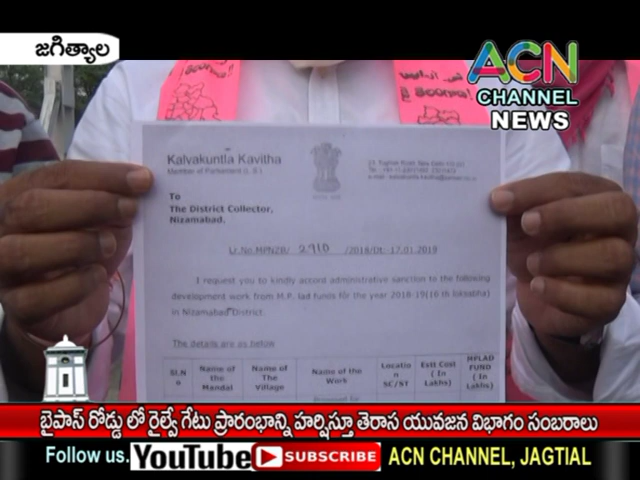 జగిత్యాల
ACN
CHANNEL
NEWS
Kalvakuntla Kavitha
Member of Parliament (L S)
To
The District Collector,
Nizamabad.
Lr.No.MPNZB/ 2910 /2018/Dt. 17.01.2019
I request you to kindly accord administrative sanction to the following
development work from M.P. lad funds for the year 2018-19(16 th loksabha)
in Nizamabad District.
The details are as below
Sl.No
Name of the Mandal
Name of The Village
Name of the Work
Location SC/ST
Estt Cost ( In Lakhs)
MPLAD FUND ( In Lakhs)
ACN
CHANNEL
NEWS
బైపాస్ రోడ్డు లో రైల్వే గేటు ప్రారంభాన్ని హర్షిస్తూ తెరాస యువజన విభాగం సంబరాలు
Follow us. YouTube SUBSCRIBE ACN CHANNEL, JAGTIAL